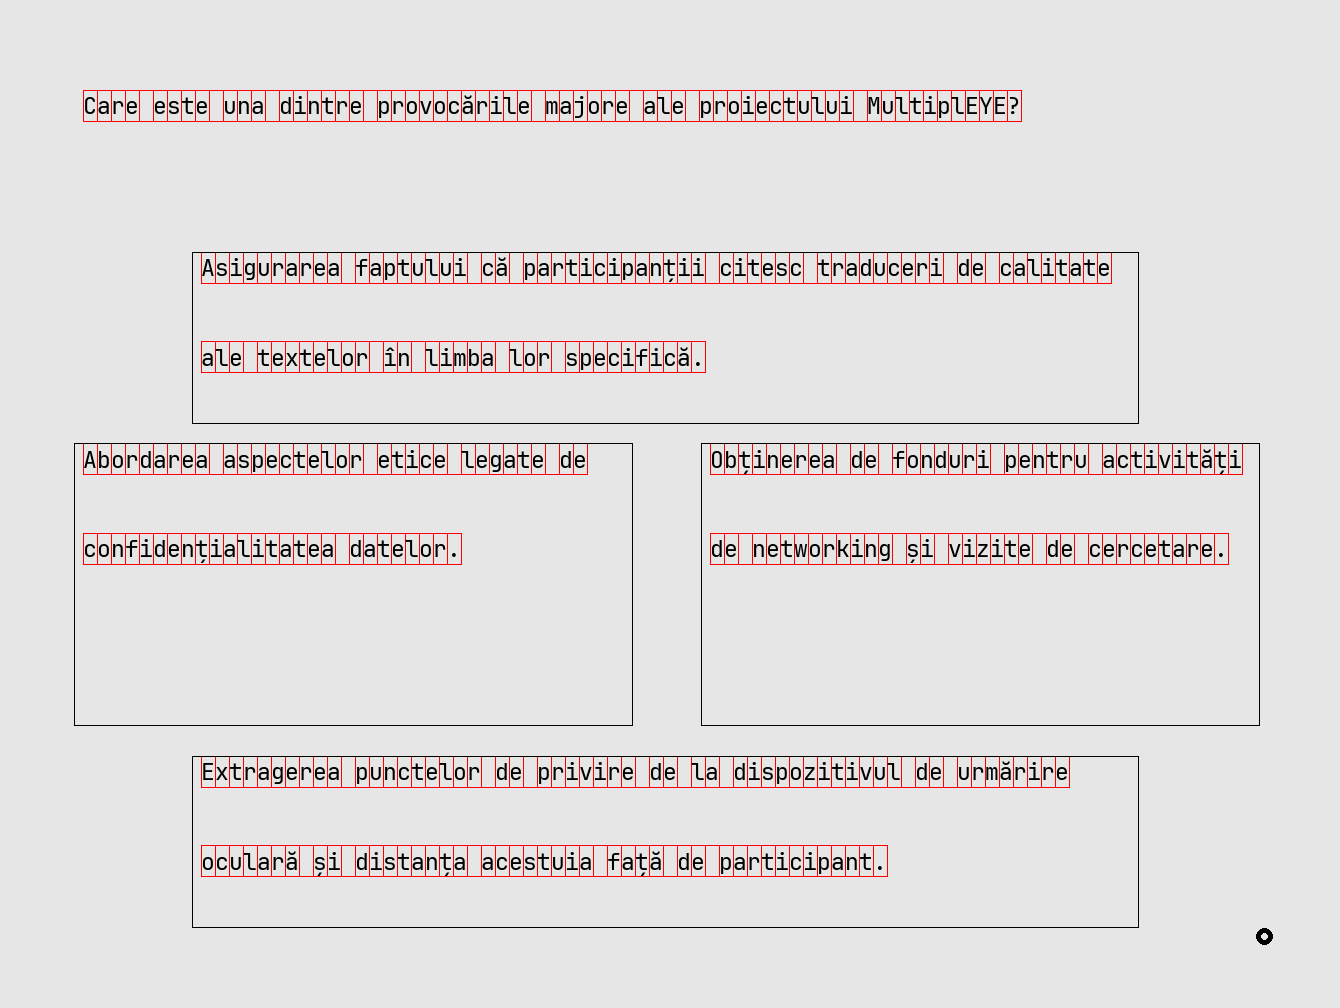 Care este una dintre provocările majore ale proiectului MultiplEYE?
Asigurarea faptului că participanții citesc traduceri de calitate
ale textelor în limba lor specifică.
Abordarea aspectelor etice legate de
confidențialitatea datelor.
Obținerea de fonduri pentru activități
de networking și vizite de cercetare.
Extragerea punctelor de privire de la dispozitivul de urmărire
oculară și distanța acestuia față de participant.